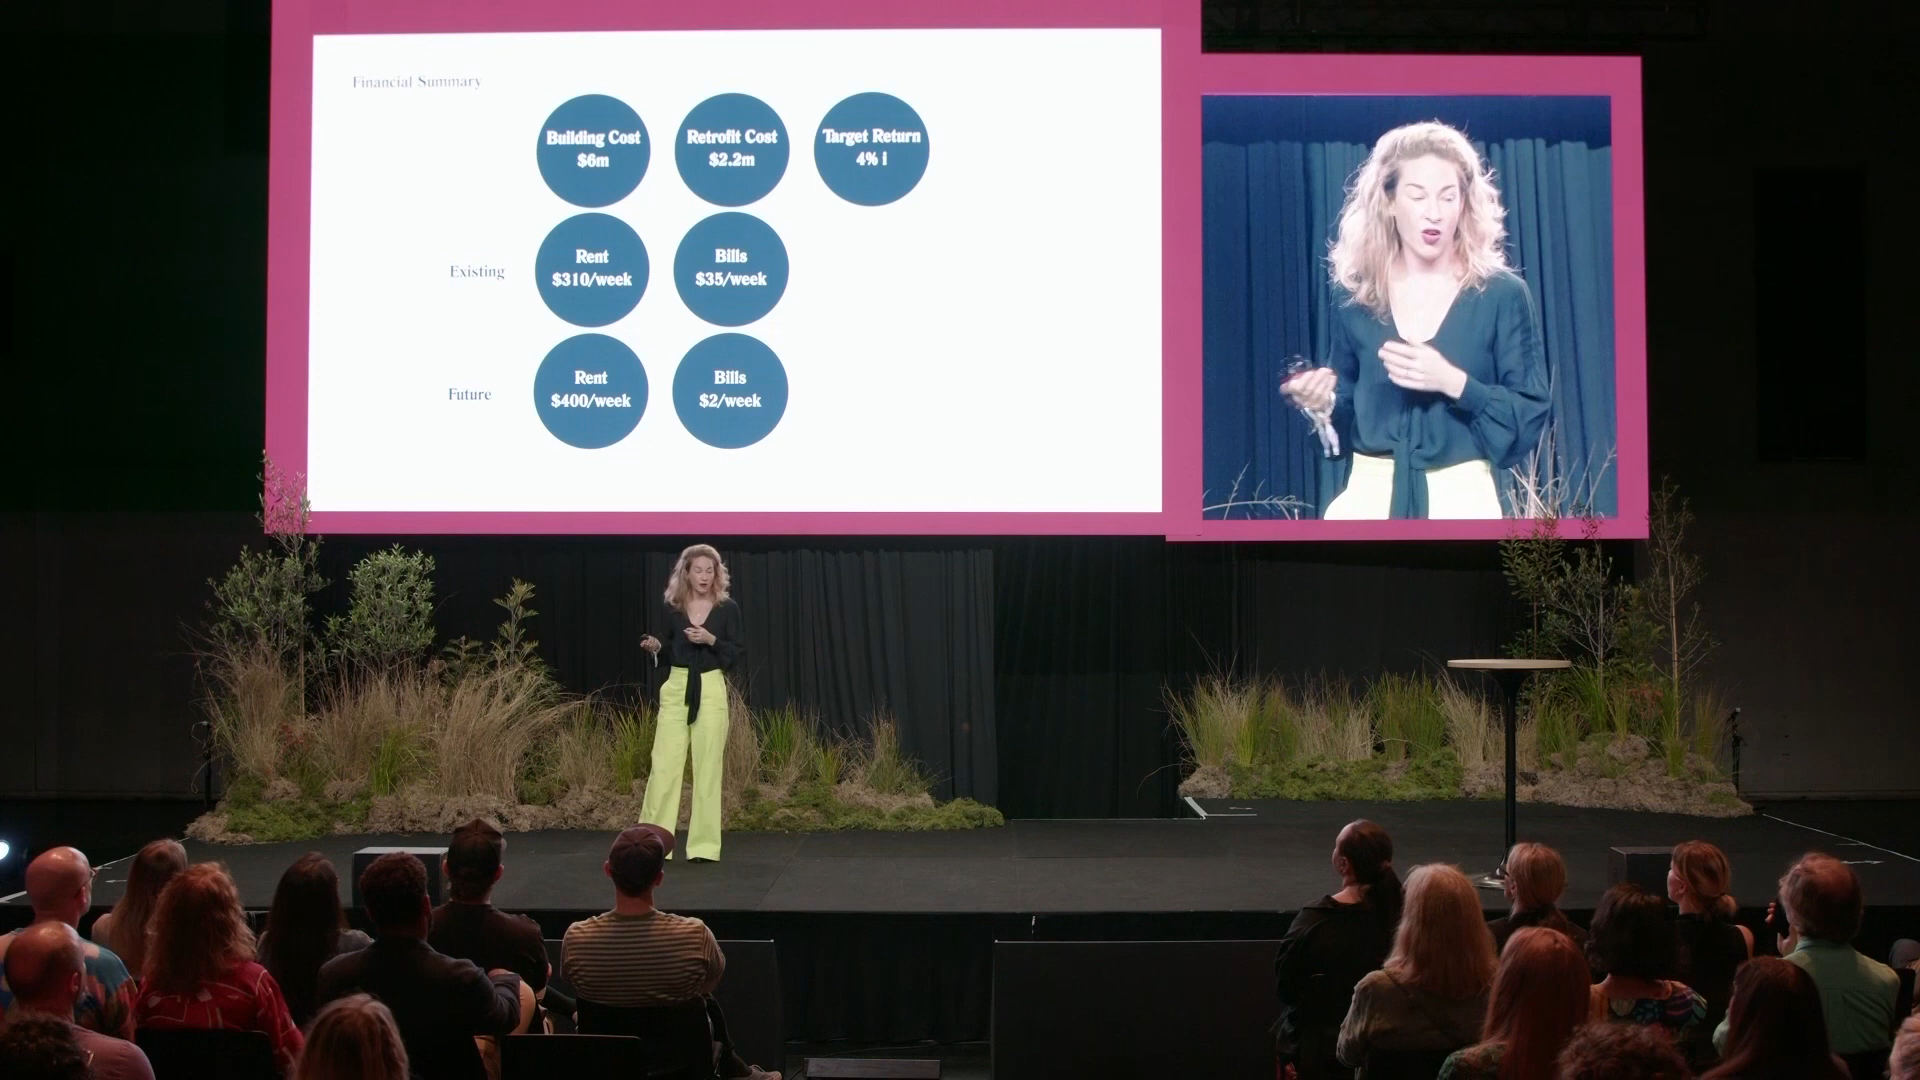 Financial Summary
Building Cost
$6m
Retrofit Cost
$2.2m
Target Return
4% i
Existing
Rent
$310/week
Bills
$35/week
Future
Rent
$400/week
Bills
$2/week